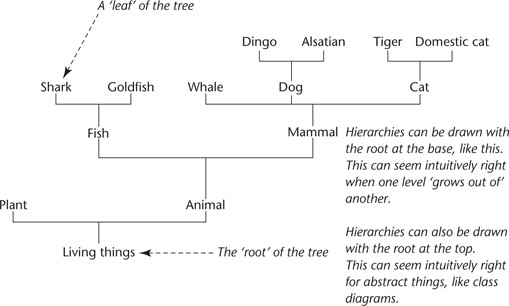 A ‘leaf’ of the tree
Dingo Alsatian Tiger Domestic cat
Shark Goldfish Whale Dog Cat
Fish Mammal
Hierarchies can be drawn with
the root at the base, like this.
This can seem intuitively right
when one level ‘grows out of’
another.
Plant Animal
Living things The ‘root’ of the tree
Hierarchies can also be drawn
with the root at the top.
This can seem intuitively right
for abstract things, like class
diagrams.